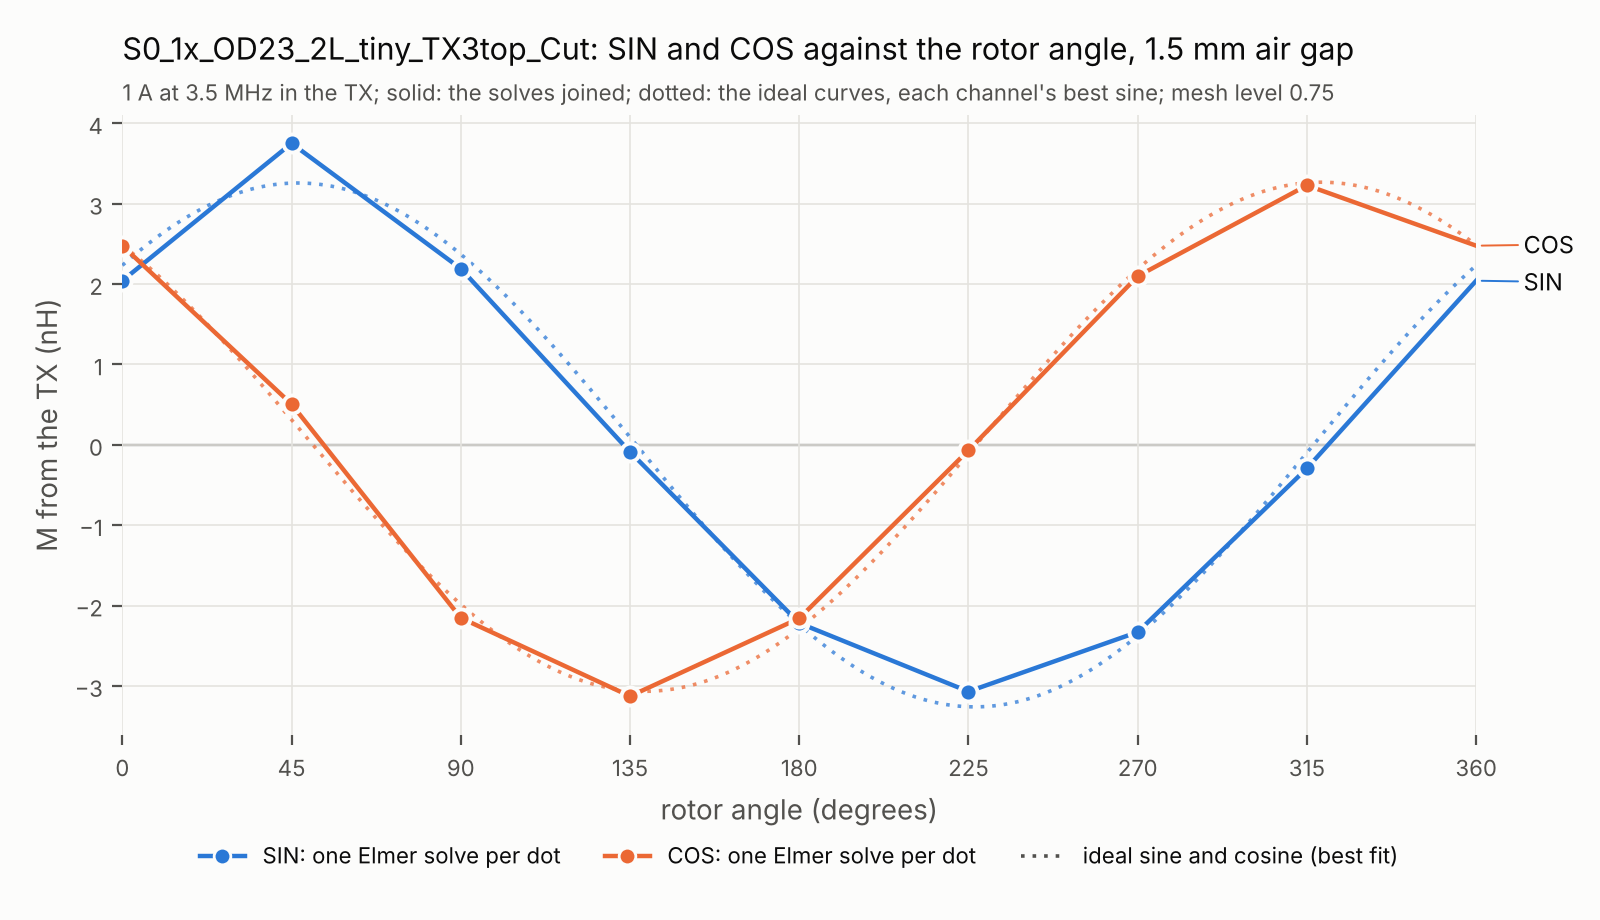 S0_1x_OD23_2L_tiny_TX3top_Cut: SIN and COS against the rotor angle, 1.5 mm air gap
1 A at 3.5 MHz in the TX; solid: the solves joined; dotted: the ideal curves, each channel's best sine; mesh level 0.75
M from the TX (nH)
4
3
2
1
0
−1
−2
−3
COS
SIN
0 45 90 135 180 225 270 315 360
rotor angle (degrees)
SIN: one Elmer solve per dot COS: one Elmer solve per dot ideal sine and cosine (best fit)